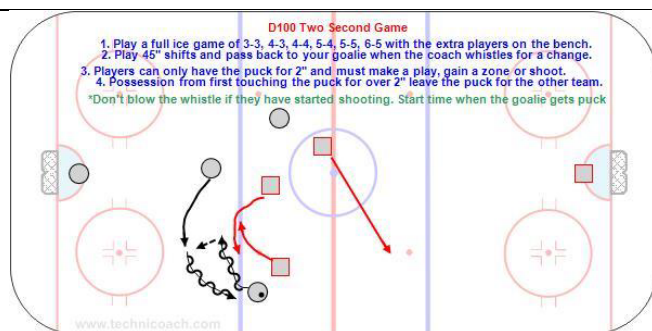 D100 Two Second Game
1. Play a full ice game of 3-3, 4-3, 4-4, 5-4, 5-5, 6-5 with the extra players on the bench.
2. Play 45" shifts and pass back to your goalie when the coach whistles for a change.
3. Players can only have the puck for 2" and must make a play, gain a zone or shoot.
4. Possession from first touching the puck for over 2" leave the puck for the other team.
*Don't blow the whistle if they have started shooting. Start time when the goalie gets puck
www.technicoach.com